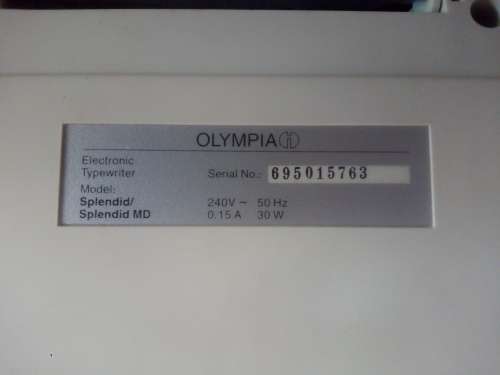 OLYMPIA
Electronic
Typewriter Serial No.: 695015763
Model:
Splendid/ 240V ~ 50 Hz
Splendid MD 0.15 A 30 W